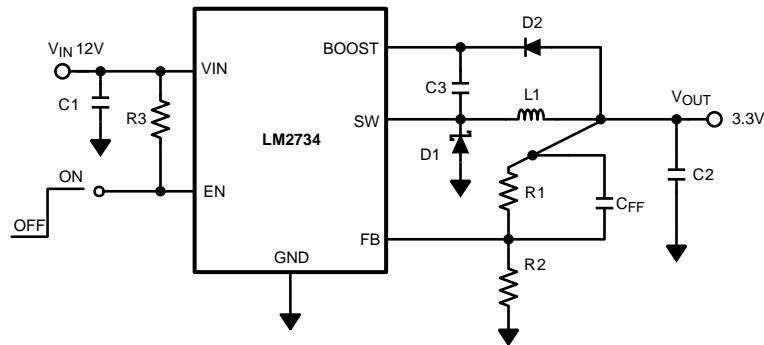 D2
V_IN 12V
BOOST
VIN
C1
R3
C3
L1
V_OUT
3.3V
LM2734
SW
D1
C2
ON
EN
R1
C_FF
OFF
FB
GND
R2